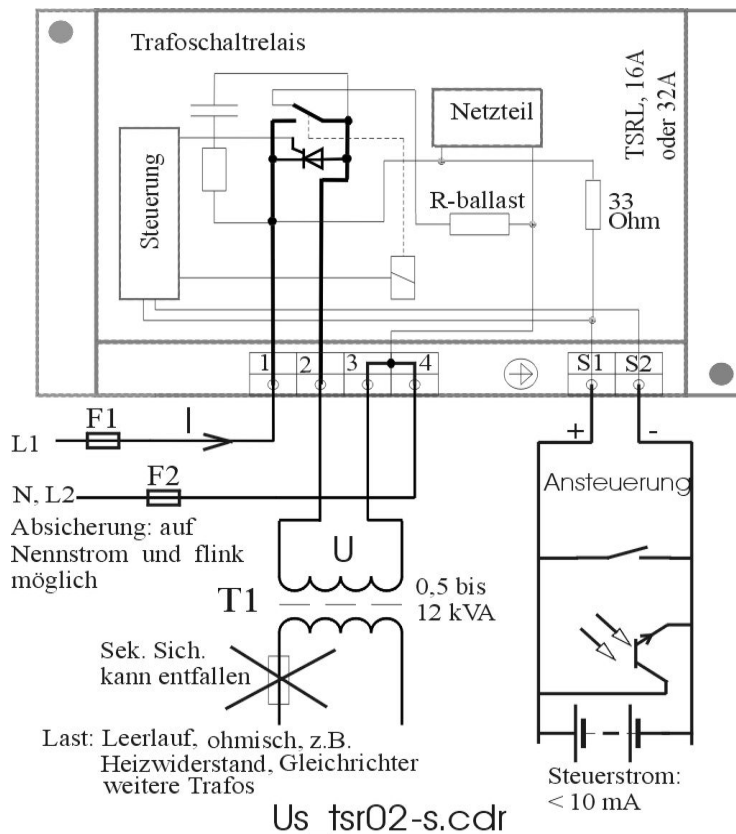 Trafoschaltrelais
TSRL, 16A
oder 32A
Netzteil
Steuerung
R-ballast
33
Ohm
1
2
3
4
S1
S2
F1
I
L1
F2
N, L2
+
-
Ansteuerung
Absicherung: auf
Nennstrom und flink
möglich
U
T1
0,5 bis
12 kVA
Sek. Sich.
kann entfallen
Last: Leerlauf, ohmisch, z.B.
Heizwiderstand, Gleichrichter
weitere Trafos
Steuerstrom:
< 10 mA
Us tsr02-s.cdr